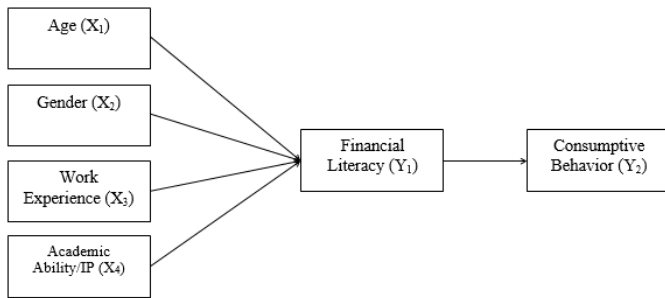 Age (X₁)
Gender (X₂)
Work
Experience (X₃)
Academic
Ability/IP (X₄)
Financial
Literacy (Y₁)
Consumptive
Behavior (Y₂)